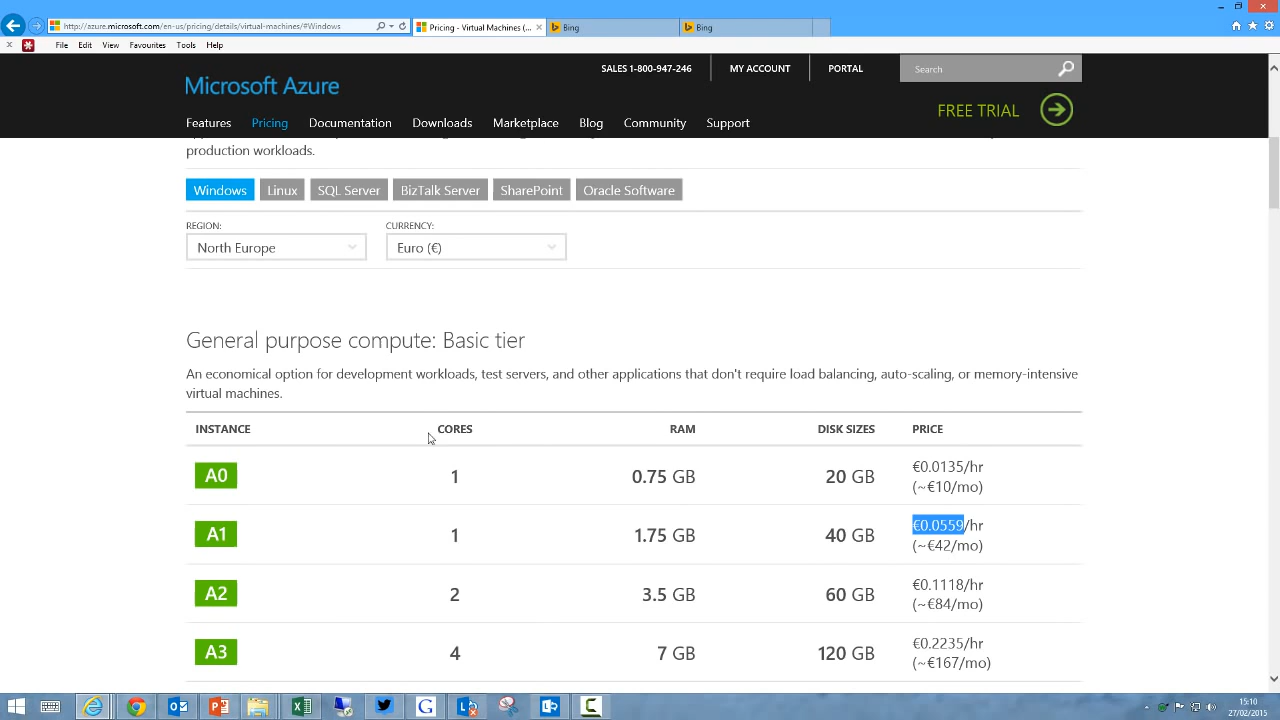 http://azure.microsoft.com/en-us/pricing/details/virtual-machines/#Windows
Pricing - Virtual Machines (...
Bing
Bing
File Edit View Favourites Tools Help
SALES 1-800-947-246 MY ACCOUNT PORTAL Search
Microsoft Azure
FREE TRIAL
Features Pricing Documentation Downloads Marketplace Blog Community Support
production workloads.
Windows Linux SQL Server BizTalk Server SharePoint Oracle Software
REGION: CURRENCY:
North Europe Euro (€)
General purpose compute: Basic tier
An economical option for development workloads, test servers, and other applications that don't require load balancing, auto-scaling, or memory-intensive
virtual machines.
INSTANCE CORES RAM DISK SIZES PRICE
A0 1 0.75 GB 20 GB €0.0135/hr
(~€10/mo)
A1 1 1.75 GB 40 GB €0.0559/hr
(~€42/mo)
A2 2 3.5 GB 60 GB €0.1118/hr
(~€84/mo)
A3 4 7 GB 120 GB €0.2235/hr
(~€167/mo)
15:10
27/02/2015